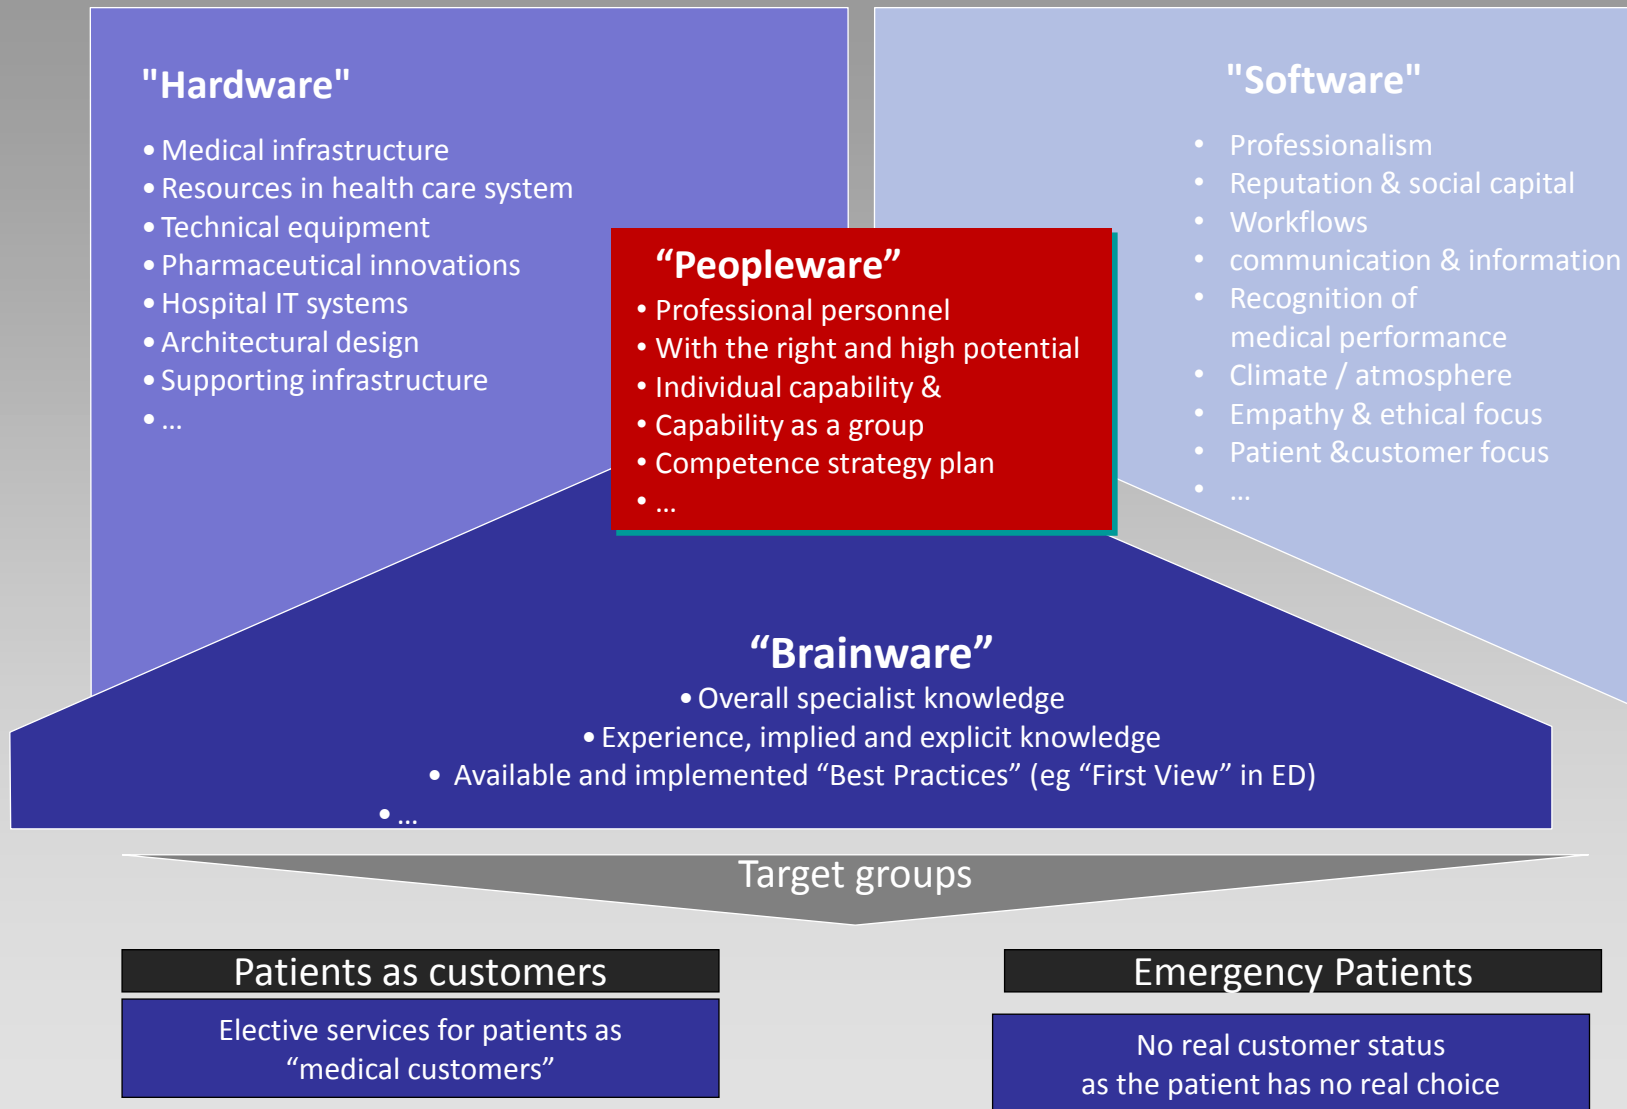 "Hardware"
• Medical infrastructure
• Resources in health care system
• Technical equipment
• Pharmaceutical innovations
• Hospital IT systems
• Architectural design
• Supporting infrastructure
• ...
"Software"
• Professionalism
• Reputation & social capital
• Workflows
• communication & information
• Recognition of
medical performance
• Climate / atmosphere
• Empathy & ethical focus
• Patient &customer focus
• ...
“Peopleware”
• Professional personnel
• With the right and high potential
• Individual capability &
• Capability as a group
• Competence strategy plan
• ...
“Brainware”
• Overall specialist knowledge
• Experience, implied and explicit knowledge
• Available and implemented “Best Practices” (eg “First View” in ED)
• ...
Target groups
Patients as customers
Elective services for patients as
“medical customers”
Emergency Patients
No real customer status
as the patient has no real choice